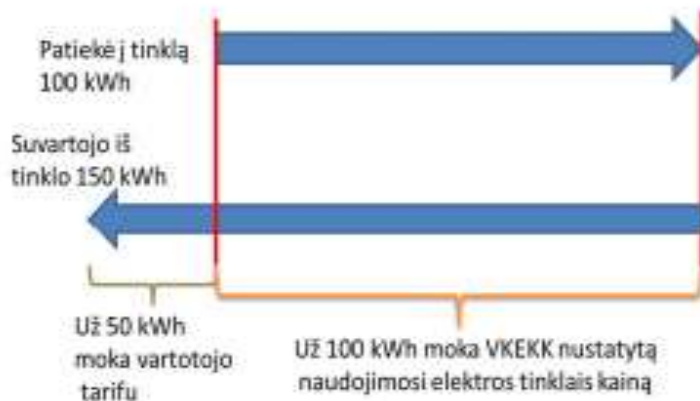 Patiekė į tinklą
100 kWh
Suvartojo iš
tinklo 150 kWh
Už 50 kWh
moka vartotojo
tarifu
Už 100 kWh moka VKEKK nustatytą
naudojimosi elektros tinklais kainą